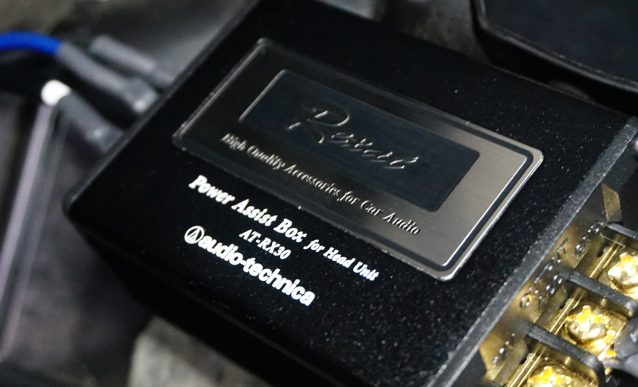 Rexat
High Quality Accessories for Car Audio
Power Assist Box for Head Unit
AT-RX30
audio-technica